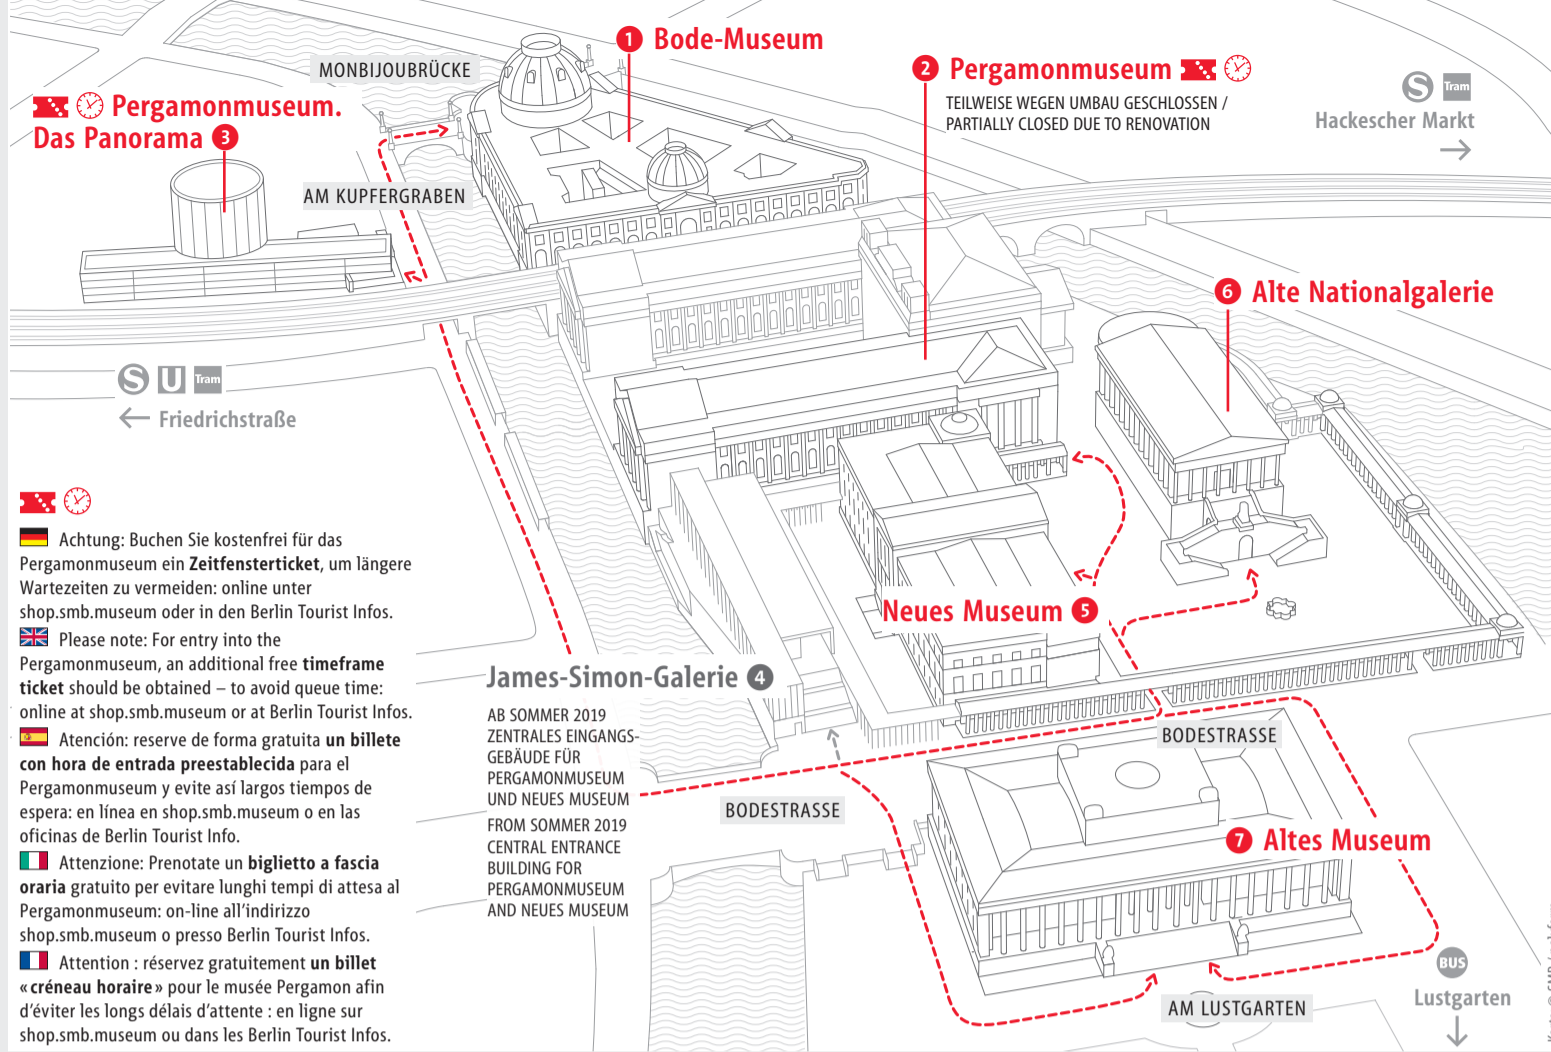 1 Bode-Museum
MONBIJOUBRÜCKE
2 Pergamonmuseum
TEILWEISE WEGEN UMBAU GESCHLOSSEN /
PARTIALLY CLOSED DUE TO RENOVATION
S Tram
Hackescher Markt
Pergamonmuseum.
Das Panorama 3
AM KUPFERGRABEN
6 Alte Nationalgalerie
S U Tram
Friedrichstraße
Achtung: Buchen Sie kostenfrei für das
Pergamonmuseum ein Zeitfensterticket, um längere
Wartezeiten zu vermeiden: online unter
shop.smb.museum oder in den Berlin Tourist Infos.
Please note: For entry into the
Pergamonmuseum, an additional free timeframe
ticket should be obtained – to avoid queue time:
online at shop.smb.museum or at Berlin Tourist Infos.
Atención: reserve de forma gratuita un billete
con hora de entrada preestablecida para el
Pergamonmuseum y evite así largos tiempos de
espera: en línea en shop.smb.museum o en las
oficinas de Berlin Tourist Info.
Attenzione: Prenotate un biglietto a fascia
oraria gratuito per evitare lunghi tempi di attesa al
Pergamonmuseum: on-line all'indirizzo
shop.smb.museum o presso Berlin Tourist Infos.
Attention : réservez gratuitement un billet
«créneau horaire» pour le musée Pergamon afin
d'éviter les longs délais d'attente : en ligne sur
shop.smb.museum ou dans les Berlin Tourist Infos.
Neues Museum 5
James-Simon-Galerie 4
AB SOMMER 2019
ZENTRALES EINGANGS-
GEBÄUDE FÜR
PERGAMONMUSEUM
UND NEUES MUSEUM
FROM SOMMER 2019
CENTRAL ENTRANCE
BUILDING FOR
PERGAMONMUSEUM
AND NEUES MUSEUM
BODESTRASSE
BODESTRASSE
7 Altes Museum
AM LUSTGARTEN
BUS
Lustgarten